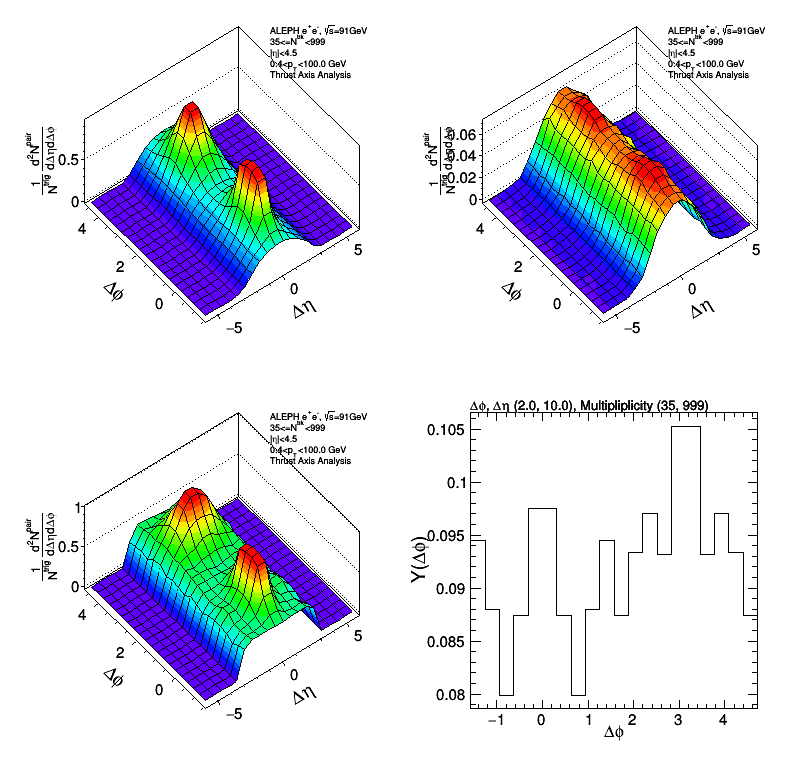 ALEPH e⁺e⁻, √s=91GeV
35<=N^trk<999
|η|<4.5
0.4<p_T<100.0 GeV
Thrust Axis Analysis
1/N^trig d²N^pair/dΔηdΔφ
0.5
0
4
2
0
Δφ
−5
0
5
Δη
ALEPH e⁺e⁻, √s=91GeV
35<=N^trk<999
|η|<4.5
0.4<p_T<100.0 GeV
Thrust Axis Analysis
1/N^trig d²N^pair/dΔηdΔφ
0.06
0.04
0.02
0
4
2
0
Δφ
−5
0
5
Δη
ALEPH e⁺e⁻, √s=91GeV
35<=N^trk<999
|η|<4.5
0.4<p_T<100.0 GeV
Thrust Axis Analysis
1/N^trig d²N^pair/dΔηdΔφ
1
0.5
0
4
2
0
Δφ
−5
0
5
Δη
Δφ, Δη (2.0, 10.0), Multipliplicity (35, 999)
Y(Δφ)
0.105
0.1
0.095
0.09
0.085
0.08
−1 0 1 2 3 4
Δφ